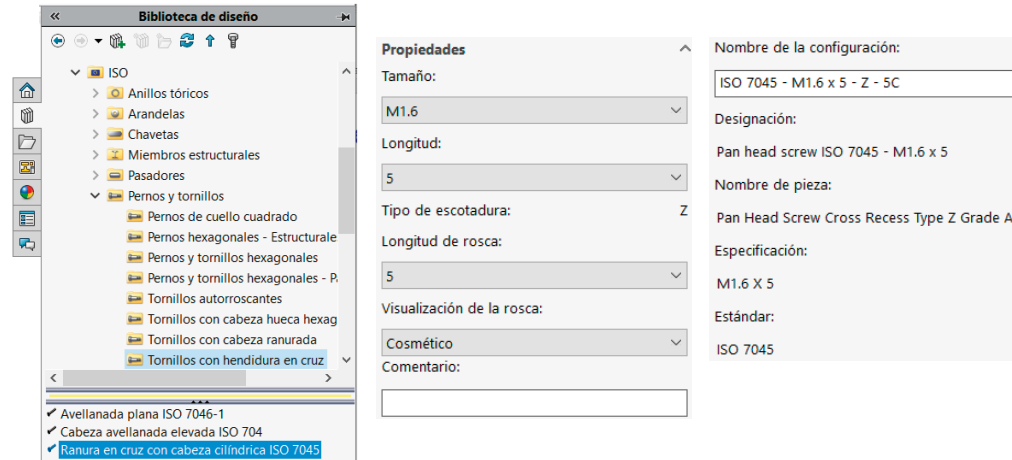 Biblioteca de diseño
ISO
Anillos tóricos
Arandelas
Chavetas
Miembros estructurales
Pasadores
Pernos y tornillos
Pernos de cuello cuadrado
Pernos hexagonales - Estructurale
Pernos y tornillos hexagonales
Pernos y tornillos hexagonales - Pa
Tornillos autorroscantes
Tornillos con cabeza hueca hexag
Tornillos con cabeza ranurada
Tornillos con hendidura en cruz
Avellanada plana ISO 7046-1
Cabeza avellanada elevada ISO 704
Ranura en cruz con cabeza cilíndrica ISO 7045
Propiedades
Tamaño:
M1.6
Longitud:
5
Tipo de escotadura: Z
Longitud de rosca:
5
Visualización de la rosca:
Cosmético
Comentario:
Nombre de la configuración:
ISO 7045 - M1.6 x 5 - Z - 5C
Designación:
Pan head screw ISO 7045 - M1.6 x 5
Nombre de pieza:
Pan Head Screw Cross Recess Type Z Grade A
Especificación:
M1.6 X 5
Estándar:
ISO 7045